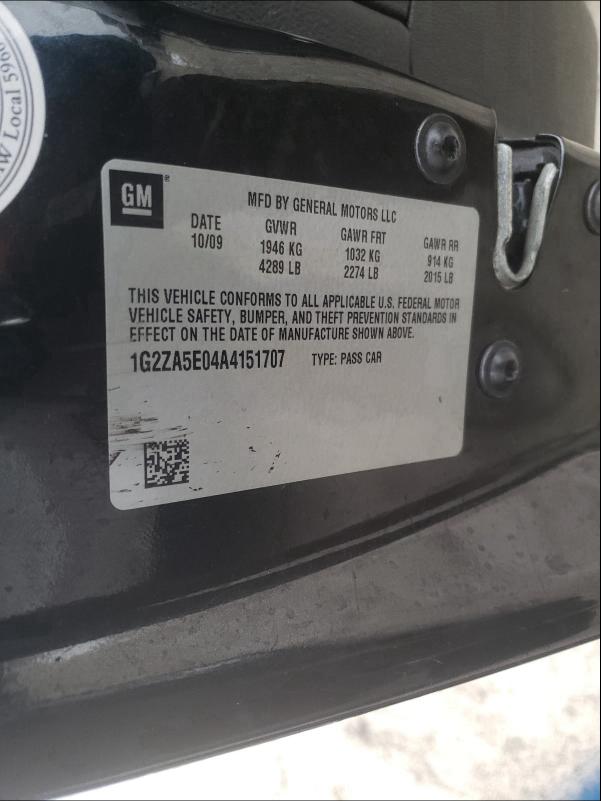 W Local 5960
GM
MFD BY GENERAL MOTORS LLC
DATE GVWR GAWR FRT GAWR RR
10/09 1946 KG 1032 KG 914 KG
4289 LB 2274 LB 2015 LB
THIS VEHICLE CONFORMS TO ALL APPLICABLE U.S. FEDERAL MOTOR
VEHICLE SAFETY, BUMPER, AND THEFT PREVENTION STANDARDS IN
EFFECT ON THE DATE OF MANUFACTURE SHOWN ABOVE.
1G2ZA5E04A4151707 TYPE: PASS CAR